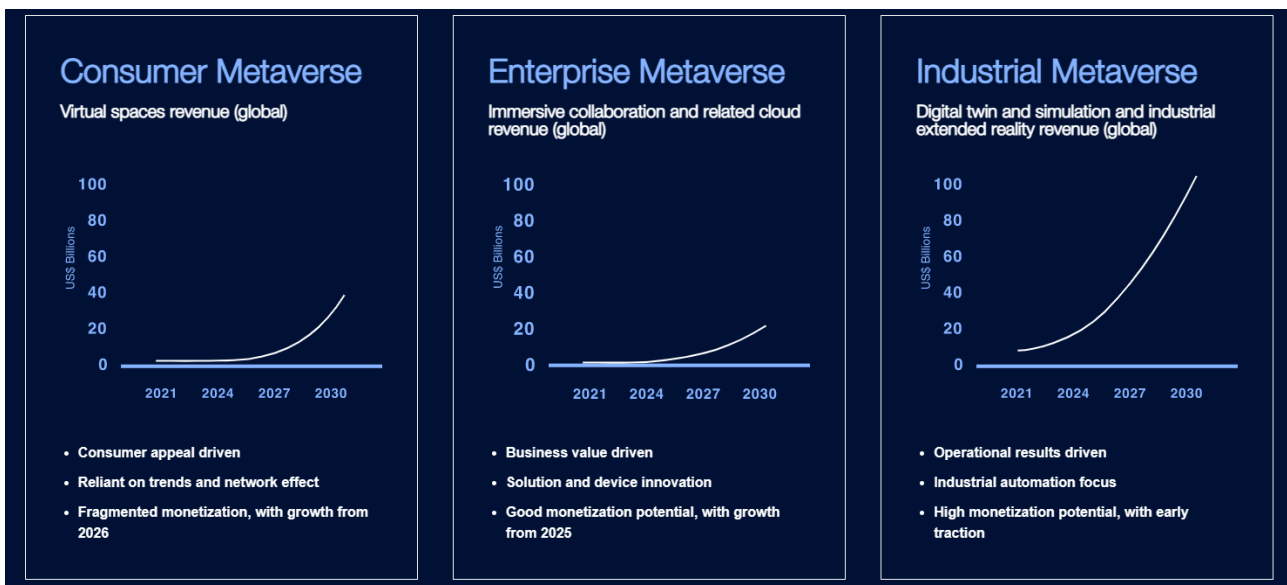 Consumer Metaverse
Virtual spaces revenue (global)
US$ Billions
100
80
60
40
20
0
2021 2024 2027 2030
• Consumer appeal driven
• Reliant on trends and network effect
• Fragmented monetization, with growth from
2026
Enterprise Metaverse
Immersive collaboration and related cloud
revenue (global)
US$ Billions
100
80
60
40
20
0
2021 2024 2027 2030
• Business value driven
• Solution and device innovation
• Good monetization potential, with growth
from 2025
Industrial Metaverse
Digital twin and simulation and industrial
extended reality revenue (global)
US$ Billions
100
80
60
40
20
0
2021 2024 2027 2030
• Operational results driven
• Industrial automation focus
• High monetization potential, with early
traction